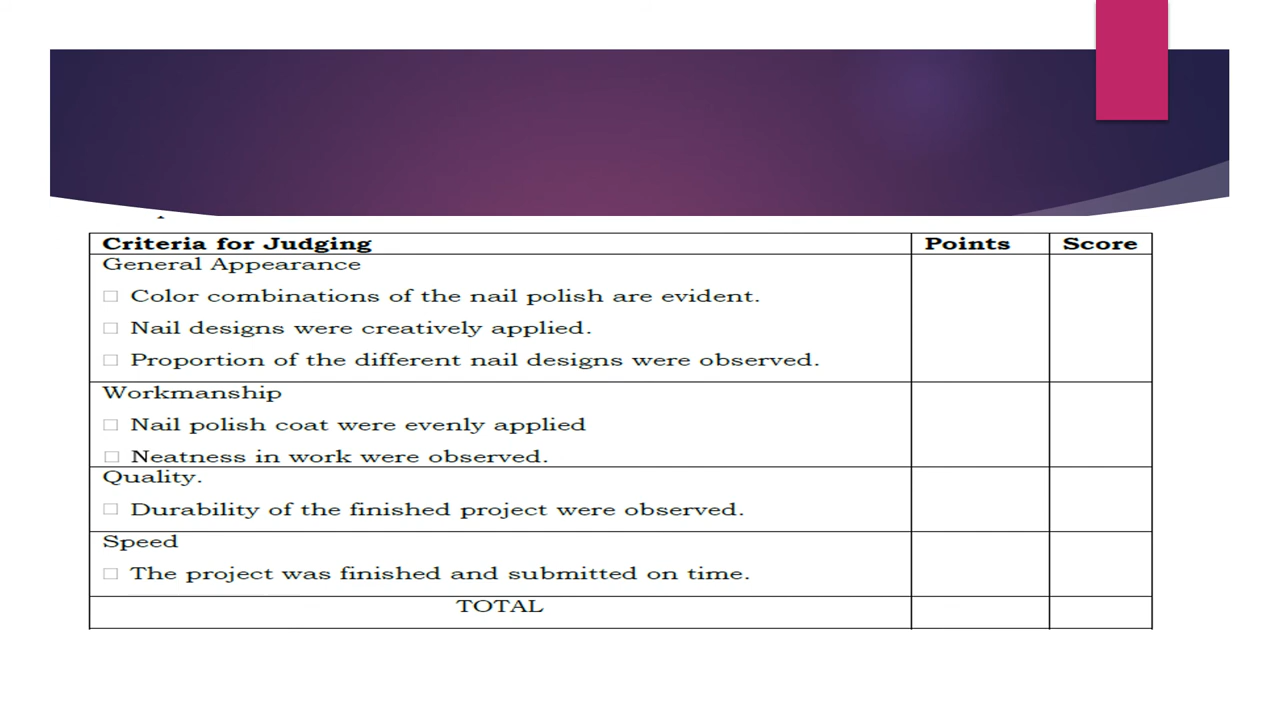 Criteria for Judging Points Score
General Appearance
□ Color combinations of the nail polish are evident.
□ Nail designs were creatively applied.
□ Proportion of the different nail designs were observed.
Workmanship
□ Nail polish coat were evenly applied
□ Neatness in work were observed.
Quality.
□ Durability of the finished project were observed.
Speed
□ The project was finished and submitted on time.
TOTAL